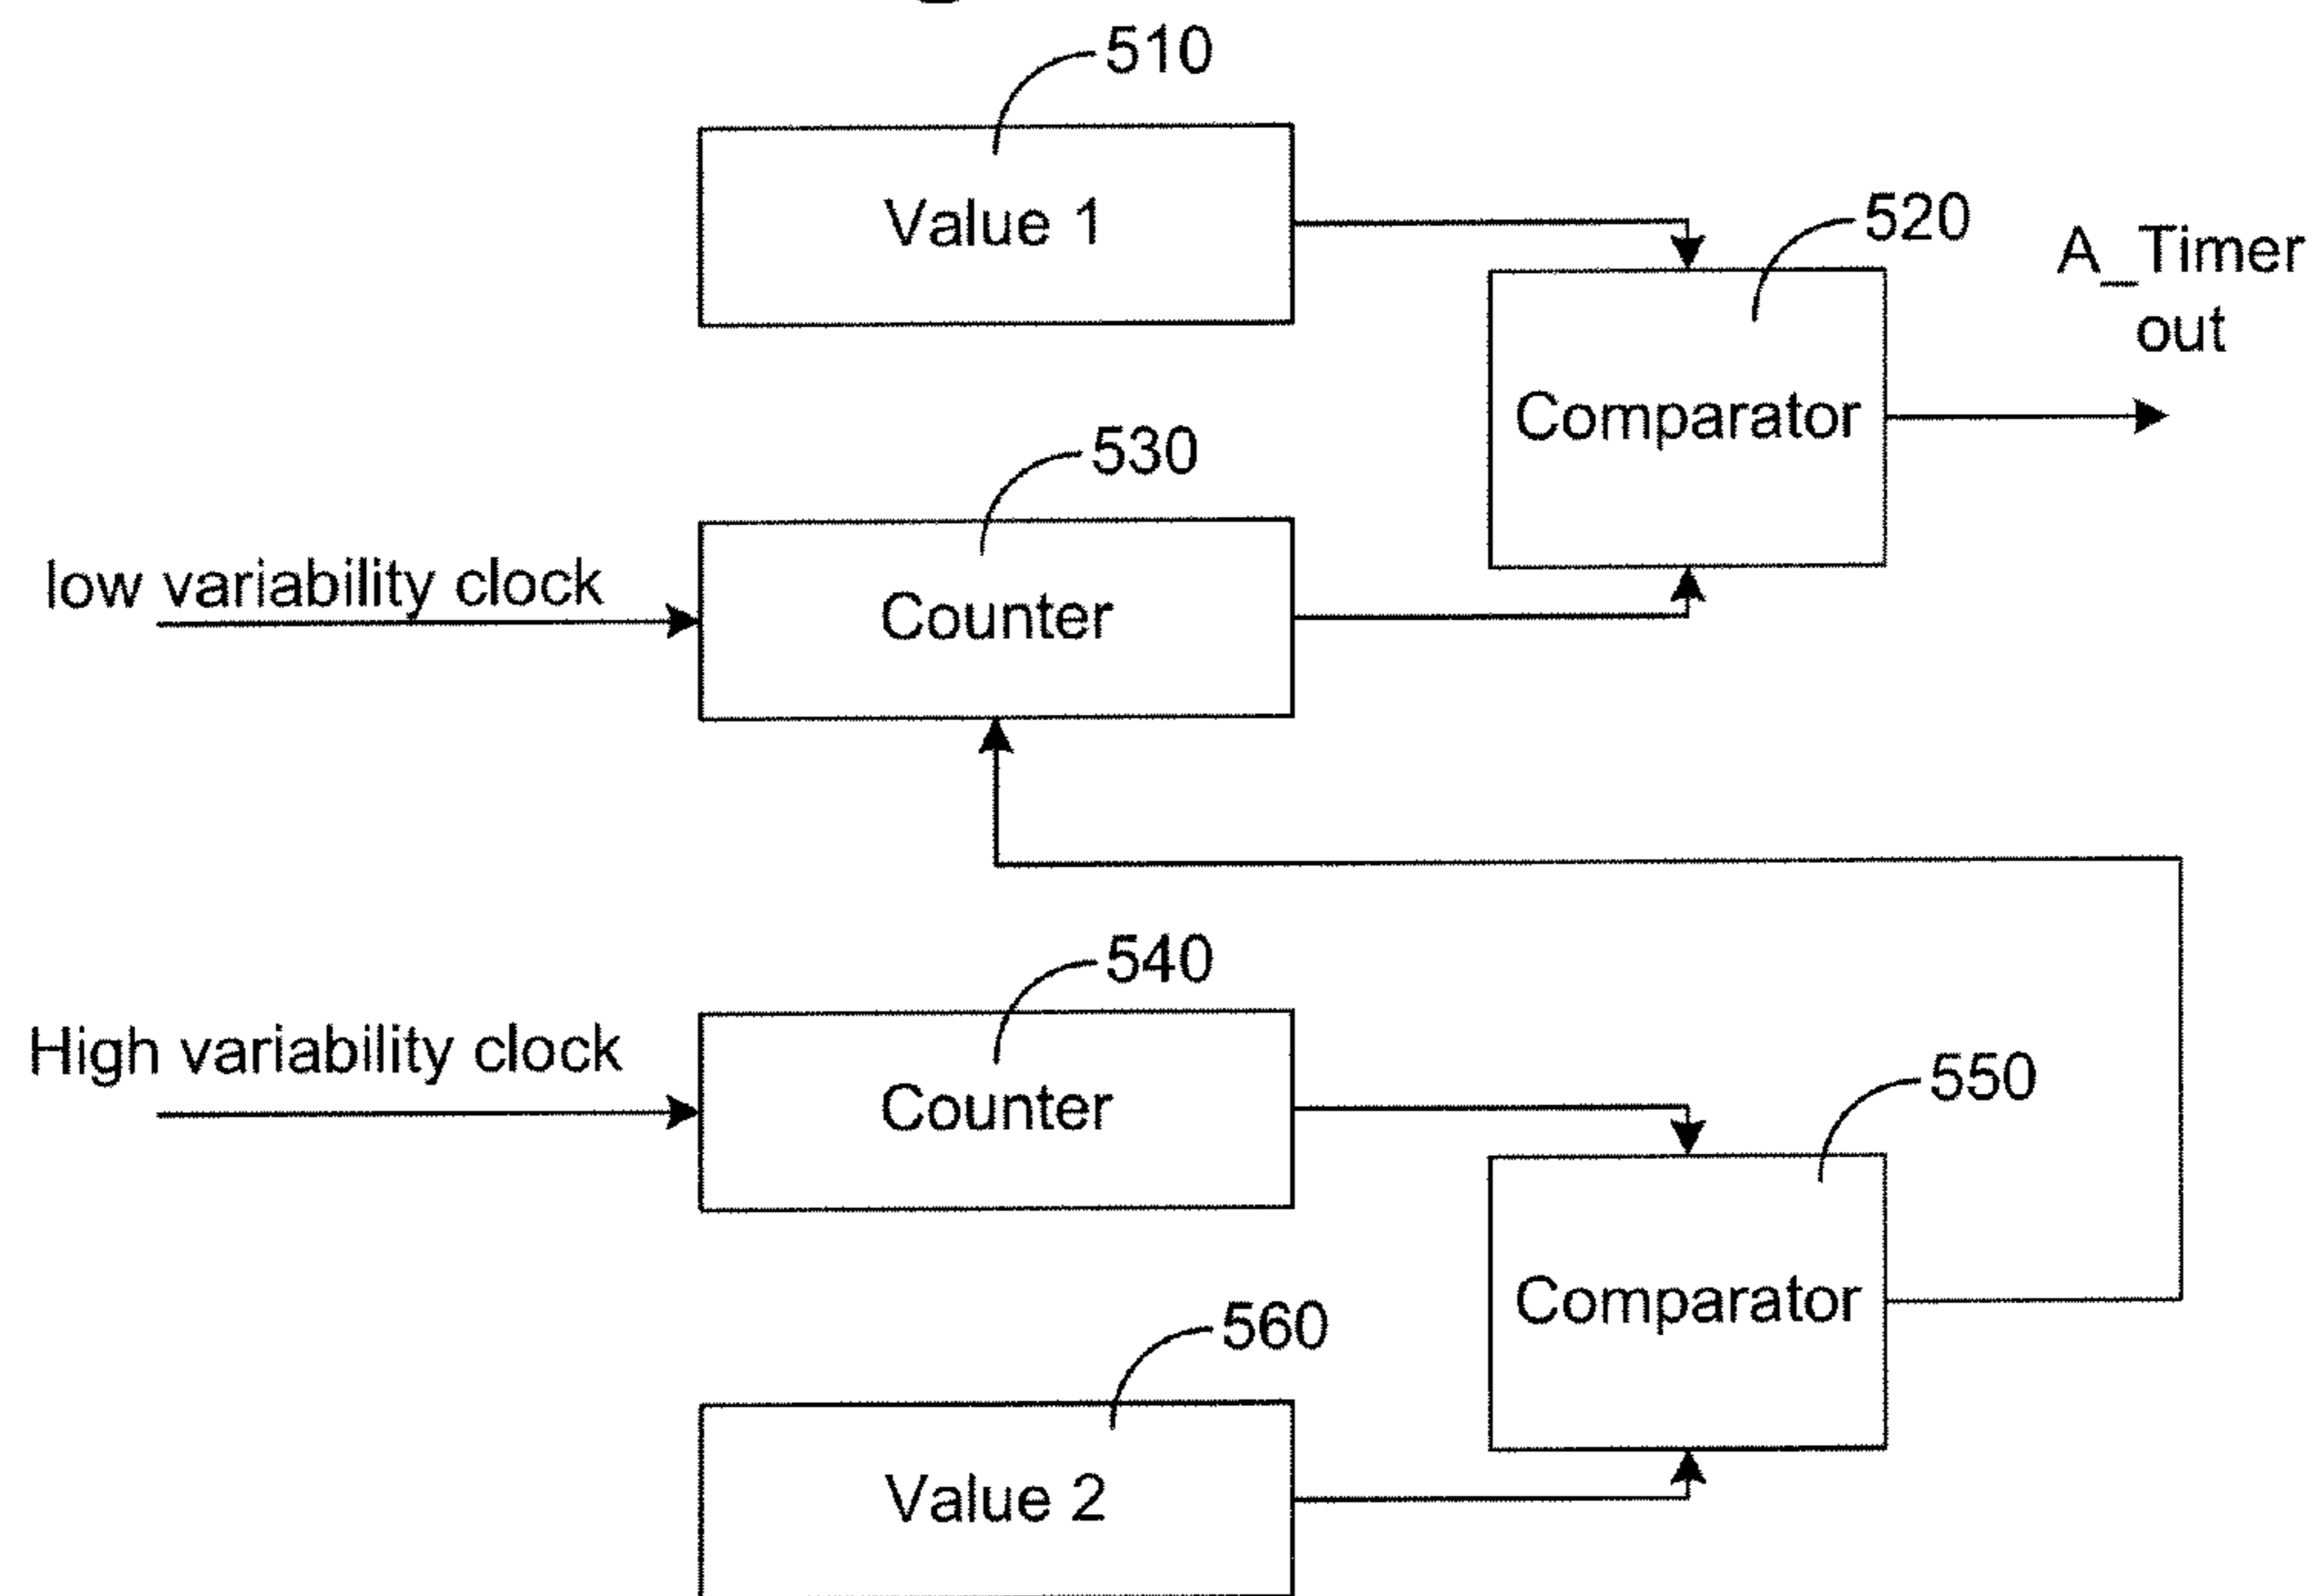 510
Value 1
520
A_Timer
out
Comparator
530
low variability clock
Counter
540
High variability clock
Counter
550
Comparator
560
Value 2